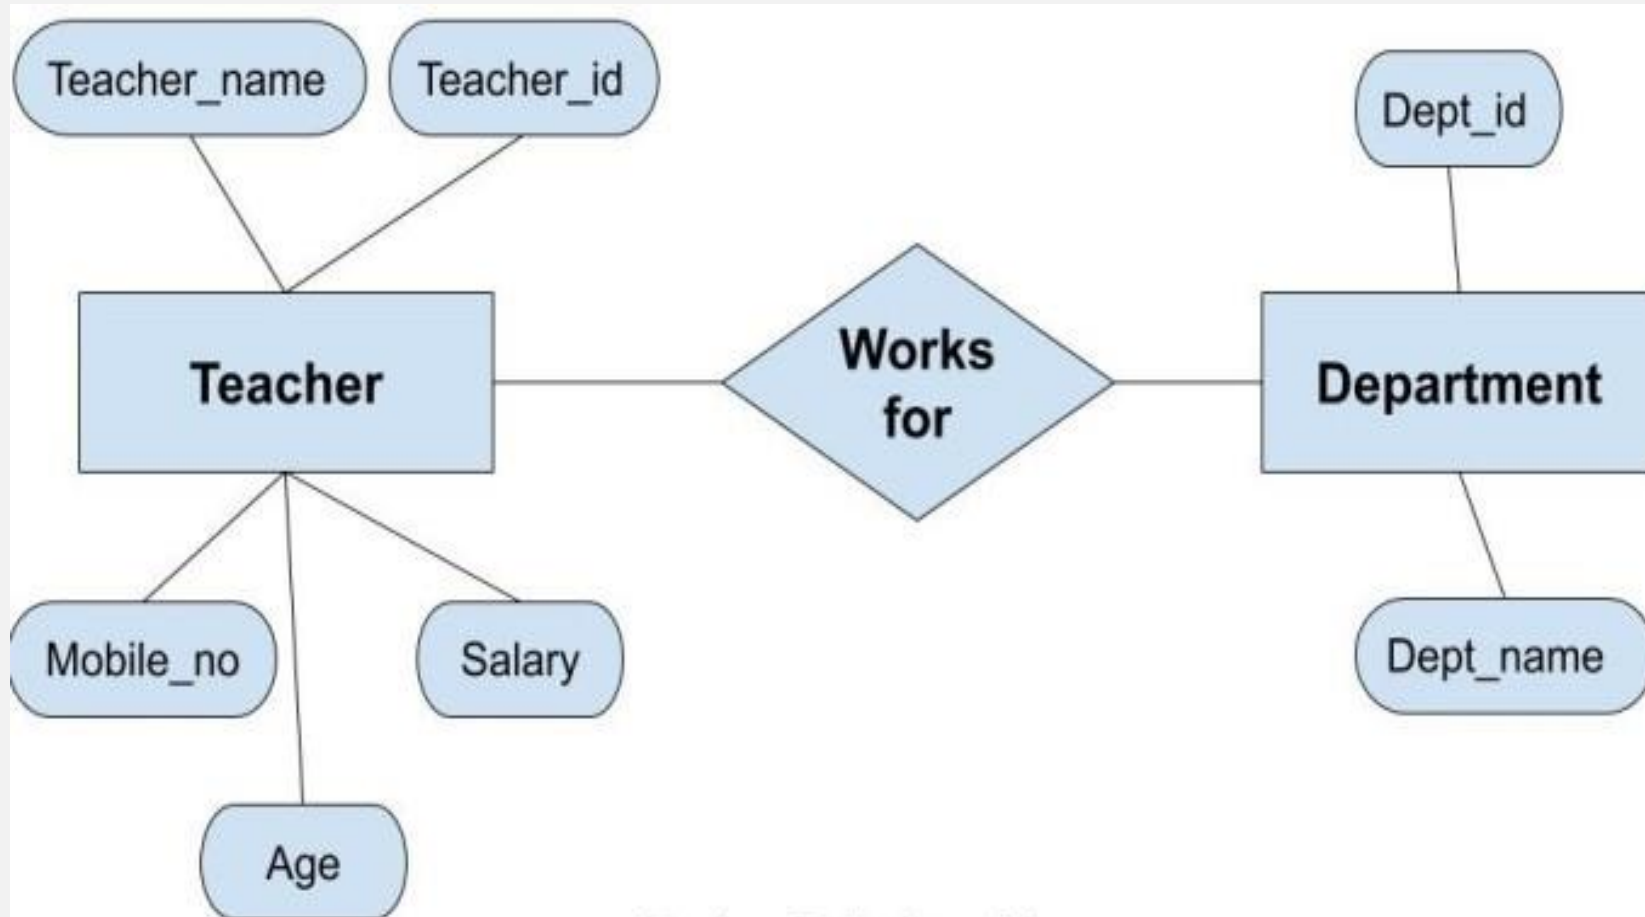 Teacher_name
Teacher_id
Dept_id
Teacher
Works
for
Department
Mobile_no
Salary
Dept_name
Age